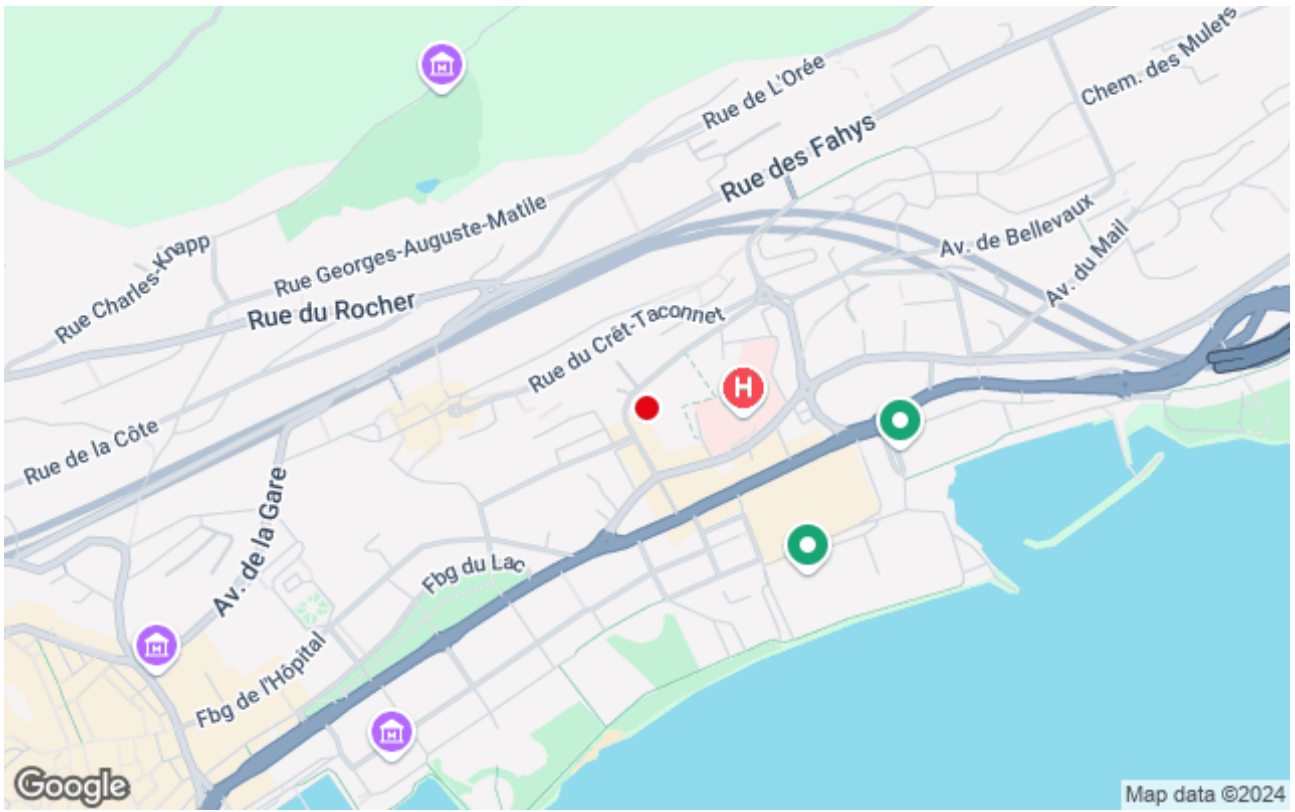 Rue de L'Orée
Chem. des Mulets
Rue des Fahys
Rue Georges-Auguste-Matile
Rue Charles-Knapp
Av. de Bellevaux
Av. du Mail
Rue du Rocher
Rue du Crêt-Taconnet
H
Rue de la Côte
Av. de la Gare
Fbg du Lac
Fbg de l'Hôpital
Google
Map data ©2024